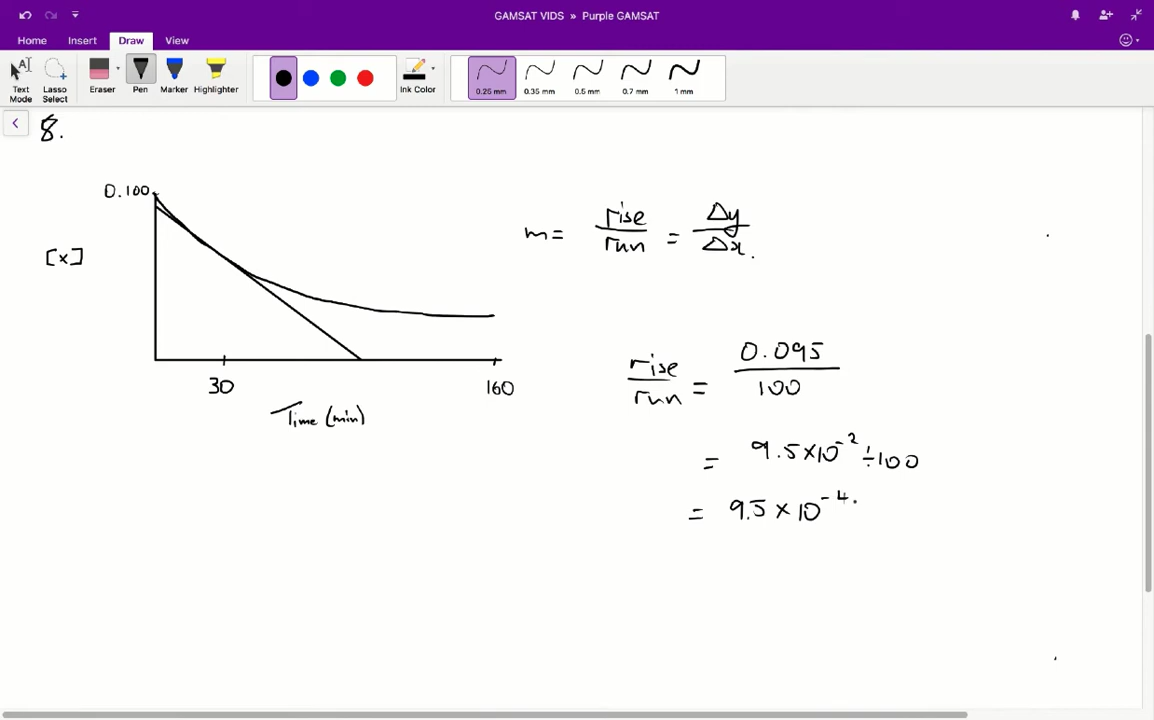 GAMSAT VIDS » Purple GAMSAT
Home Insert Draw View
Text Mode
Lasso Select
Eraser
Pen
Marker
Highlighter
Ink Color
0.25 mm
0.35 mm
0.5 mm
0.7 mm
1 mm
8.
0.100
[x]
30
160
Time (min)
m = rise/run = Δy/Δx.
rise/run = 0.095/100
= 9.5 × 10⁻² ÷ 100
= 9.5 × 10⁻⁴.